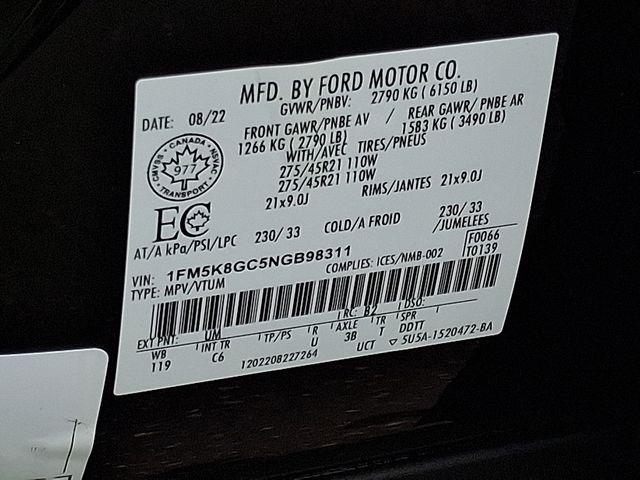 MFD. BY FORD MOTOR CO.
DATE: 08/22 GVWR/PNBV: 2790 KG ( 6150 LB)
FRONT GAWR/PNBE AV / REAR GAWR/ PNBE AR
1266 KG ( 2790 LB) 1583 KG ( 3490 LB)
WITH/AVEC TIRES/PNEUS
275/45R21 110W
275/45R21 110W
RIMS/JANTES 21x9.0J
21x9.0J
CANADA
977
TRANSPORT
EC
AT/A kPa/PSI/LPC 230/ 33 COLD/A FROID 230/ 33
/JUMELEES
VIN: 1FM5K8GC5NGB98311
COMPLIES: ICES/NMB-002
F0066
T0139
TYPE: MPV/VTUM
EXT PNT: UM RC: B2 DSO:
WB INT TR TP/PS R AXLE TR SPR
119 C6 U 3B T DDTT
1202208227264 UCT ▽ 5U5A-1520472-BA